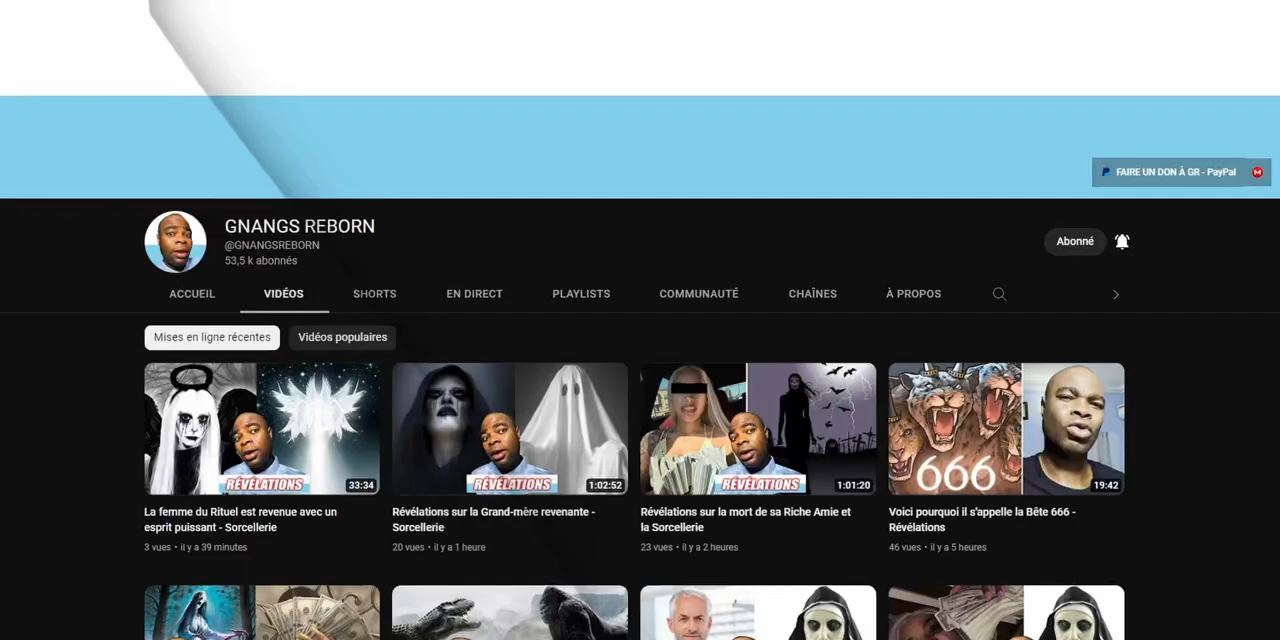 FAIRE UN DON À GR - PayPal
GNANGS REBORN
@GNANGSREBORN
53,5 k abonnés
Abonné
ACCUEIL VIDÉOS SHORTS EN DIRECT PLAYLISTS COMMUNAUTÉ CHAÎNES À PROPOS
Mises en ligne récentes Vidéos populaires
RÉVÉLATIONS
33:34
RÉVÉLATIONS
1:02:52
RÉVÉLATIONS
1:01:20
666
19:42
La femme du Rituel est revenue avec un
esprit puissant - Sorcellerie
3 vues • il y a 39 minutes
Révélations sur la Grand-mère revenante -
Sorcellerie
20 vues • il y a 1 heure
Révélations sur la mort de sa Riche Amie et
la Sorcellerie
23 vues • il y a 2 heures
Voici pourquoi il s'appelle la Bête 666 -
Révélations
46 vues • il y a 5 heures